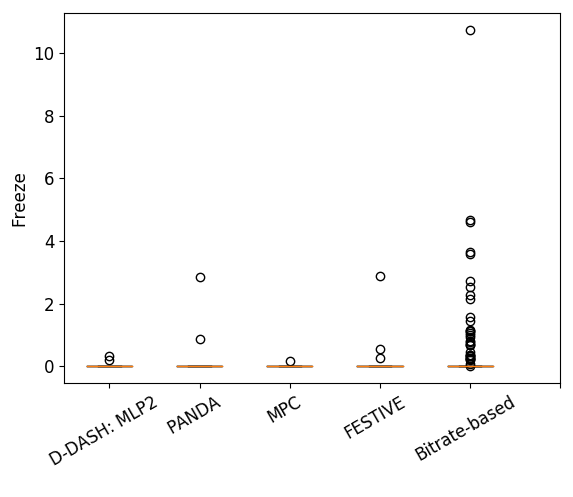 Freeze
10
8
6
4
2
0
D-DASH: MLP2
PANDA
MPC
FESTIVE
Bitrate-based